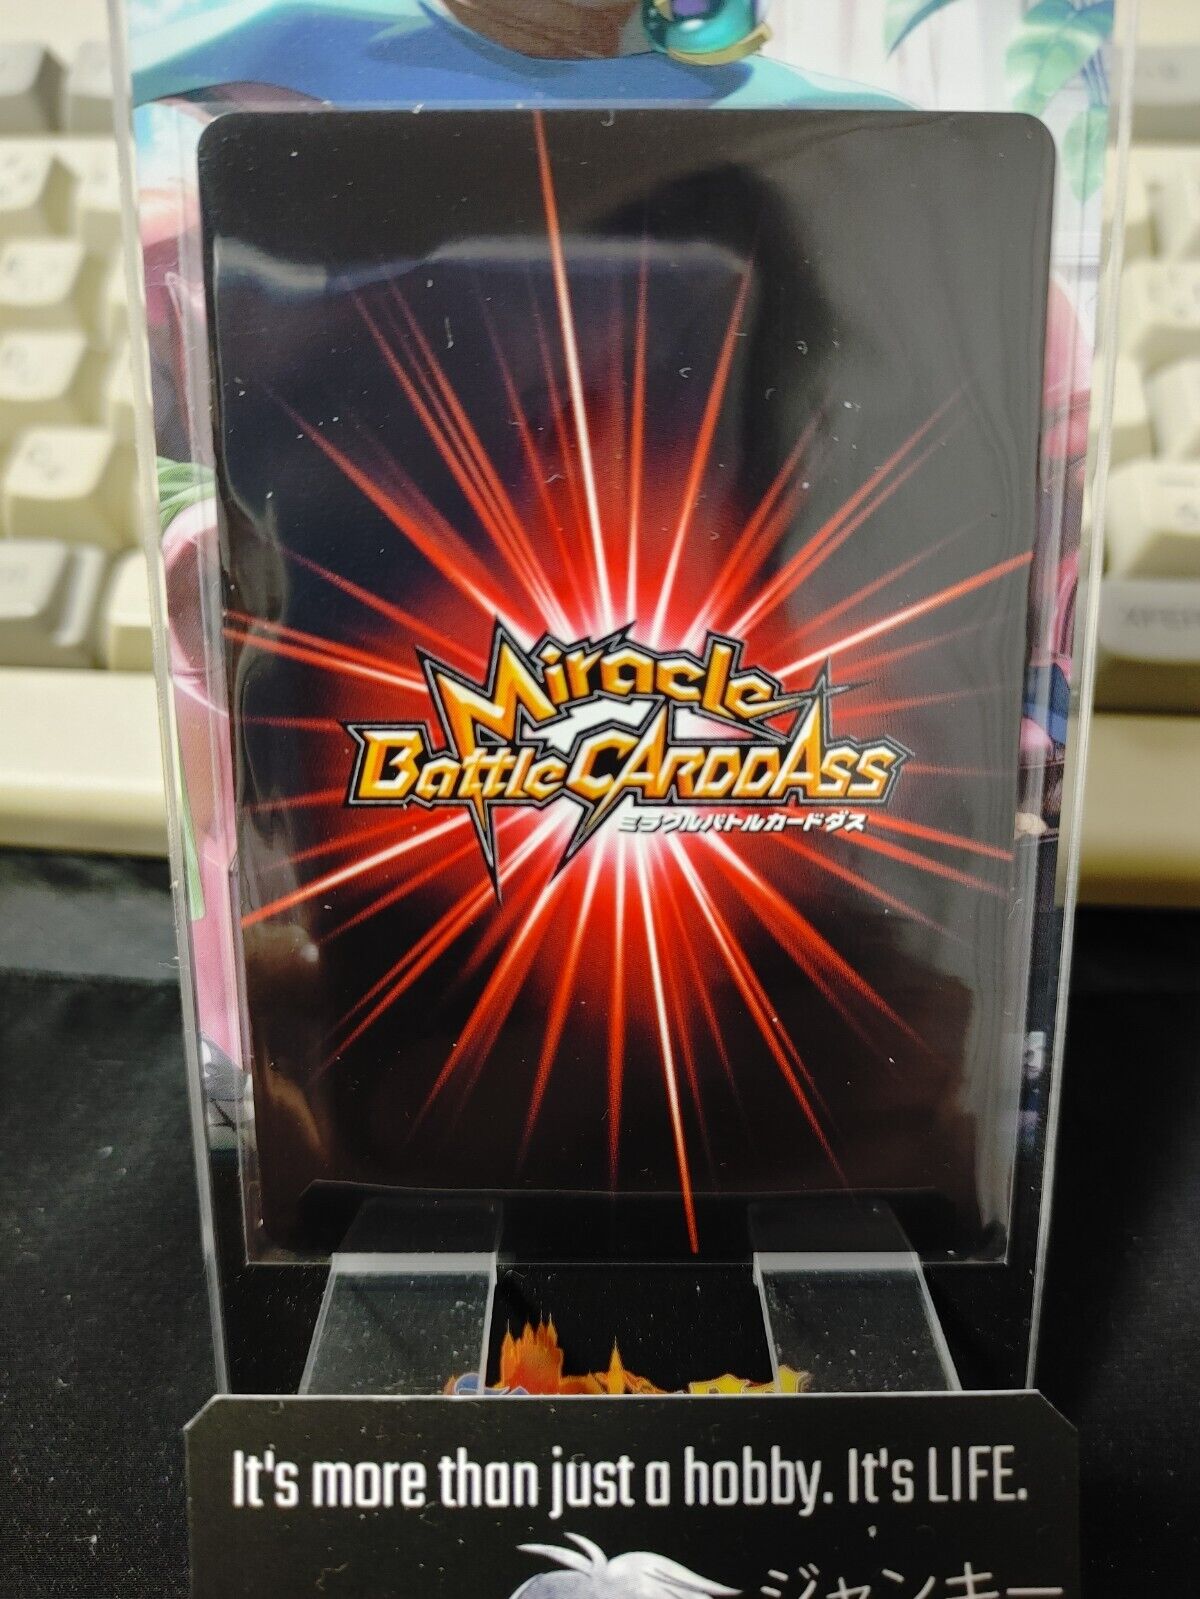 Miracle
Battle CARDDASS
ミラクルバトルカードダス
It's more than just a hobby. It's LIFE.
ジャンキー